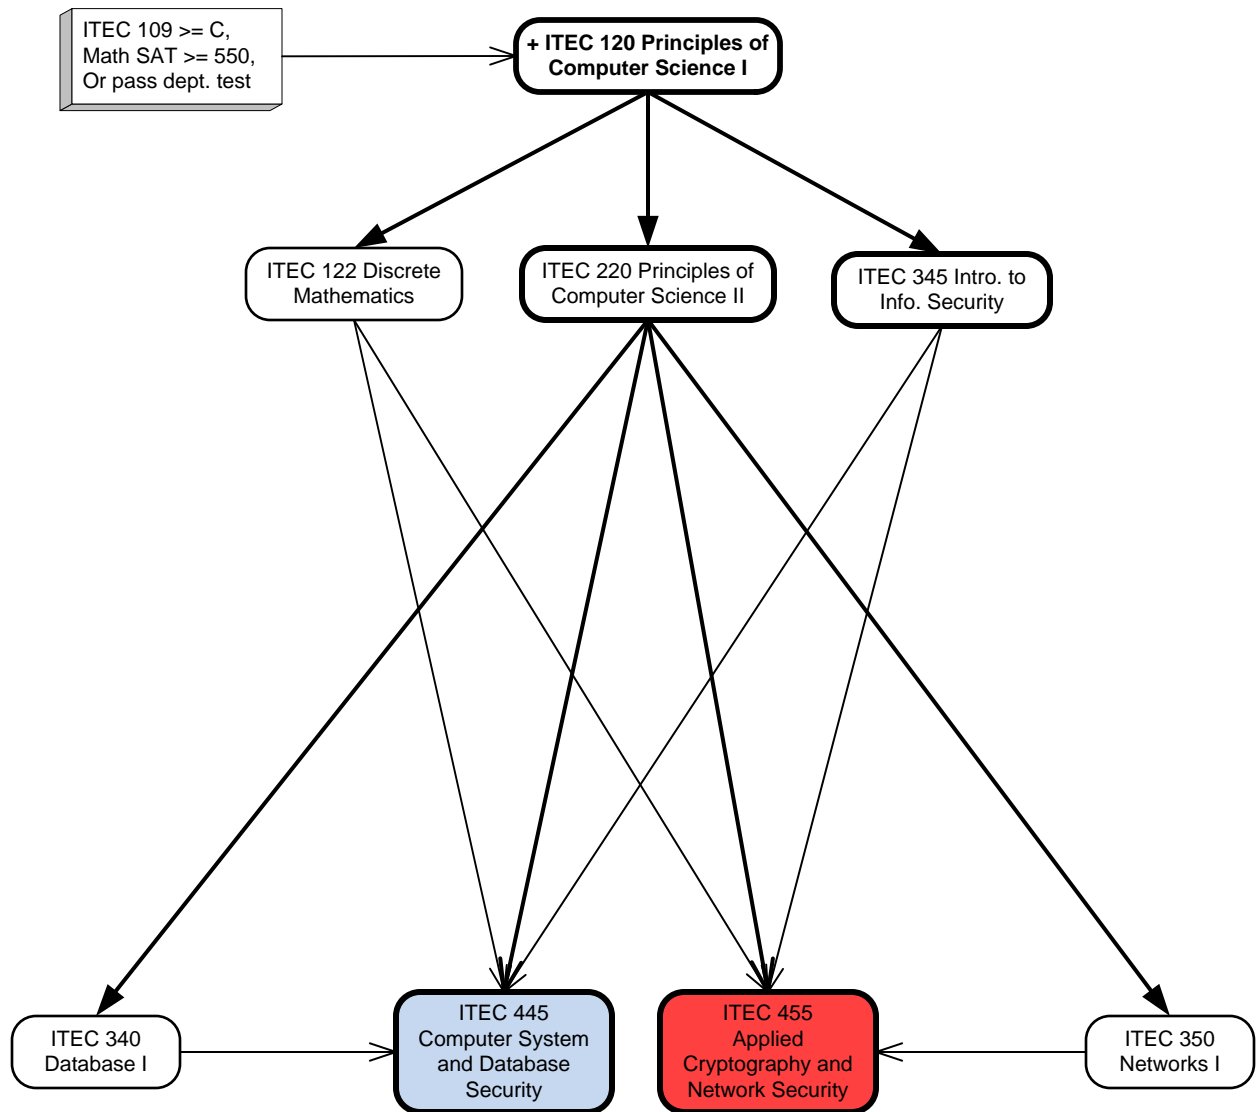 ITEC 109 >= C,
Math SAT >= 550,
Or pass dept. test
+ ITEC 120 Principles of
Computer Science I
ITEC 122 Discrete
Mathematics
ITEC 220 Principles of
Computer Science II
ITEC 345 Intro. to
Info. Security
ITEC 340
Database I
ITEC 445
Computer System
and Database
Security
ITEC 455
Applied
Cryptography and
Network Security
ITEC 350
Networks I